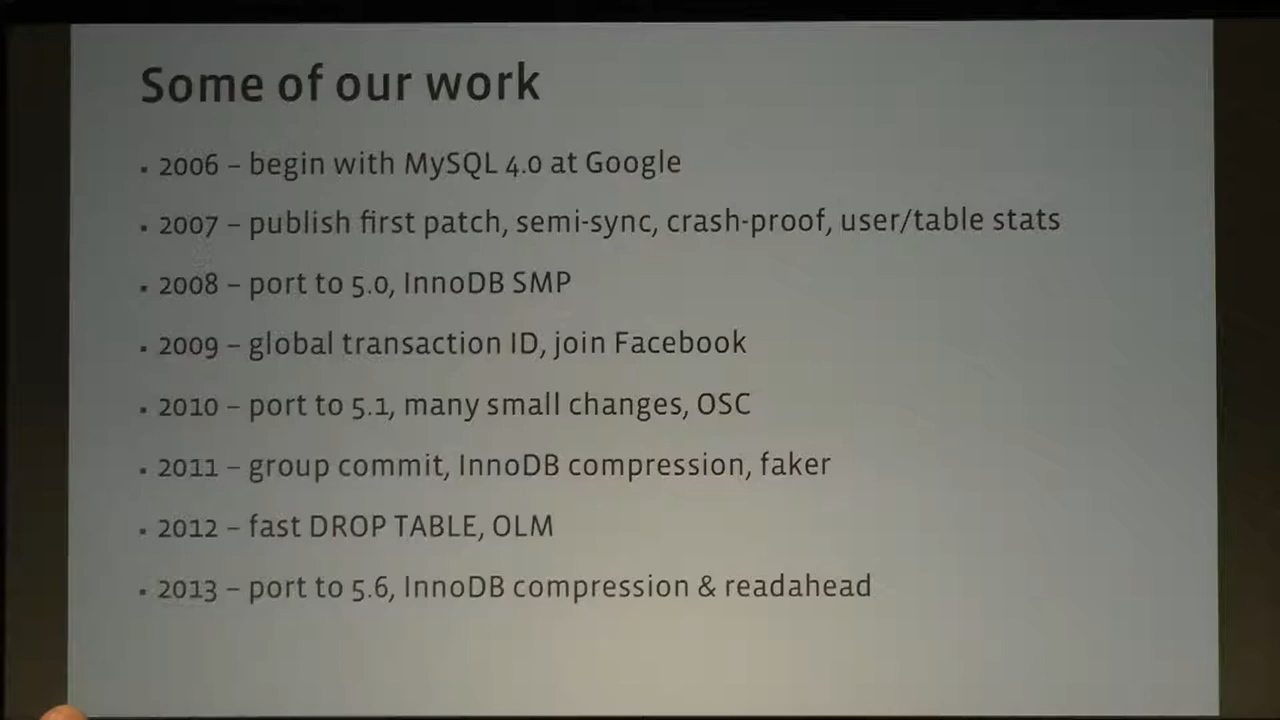 Some of our work
▪ 2006 – begin with MySQL 4.0 at Google
▪ 2007 – publish first patch, semi-sync, crash-proof, user/table stats
▪ 2008 – port to 5.0, InnoDB SMP
▪ 2009 – global transaction ID, join Facebook
▪ 2010 – port to 5.1, many small changes, OSC
▪ 2011 – group commit, InnoDB compression, faker
▪ 2012 – fast DROP TABLE, OLM
▪ 2013 – port to 5.6, InnoDB compression & readahead